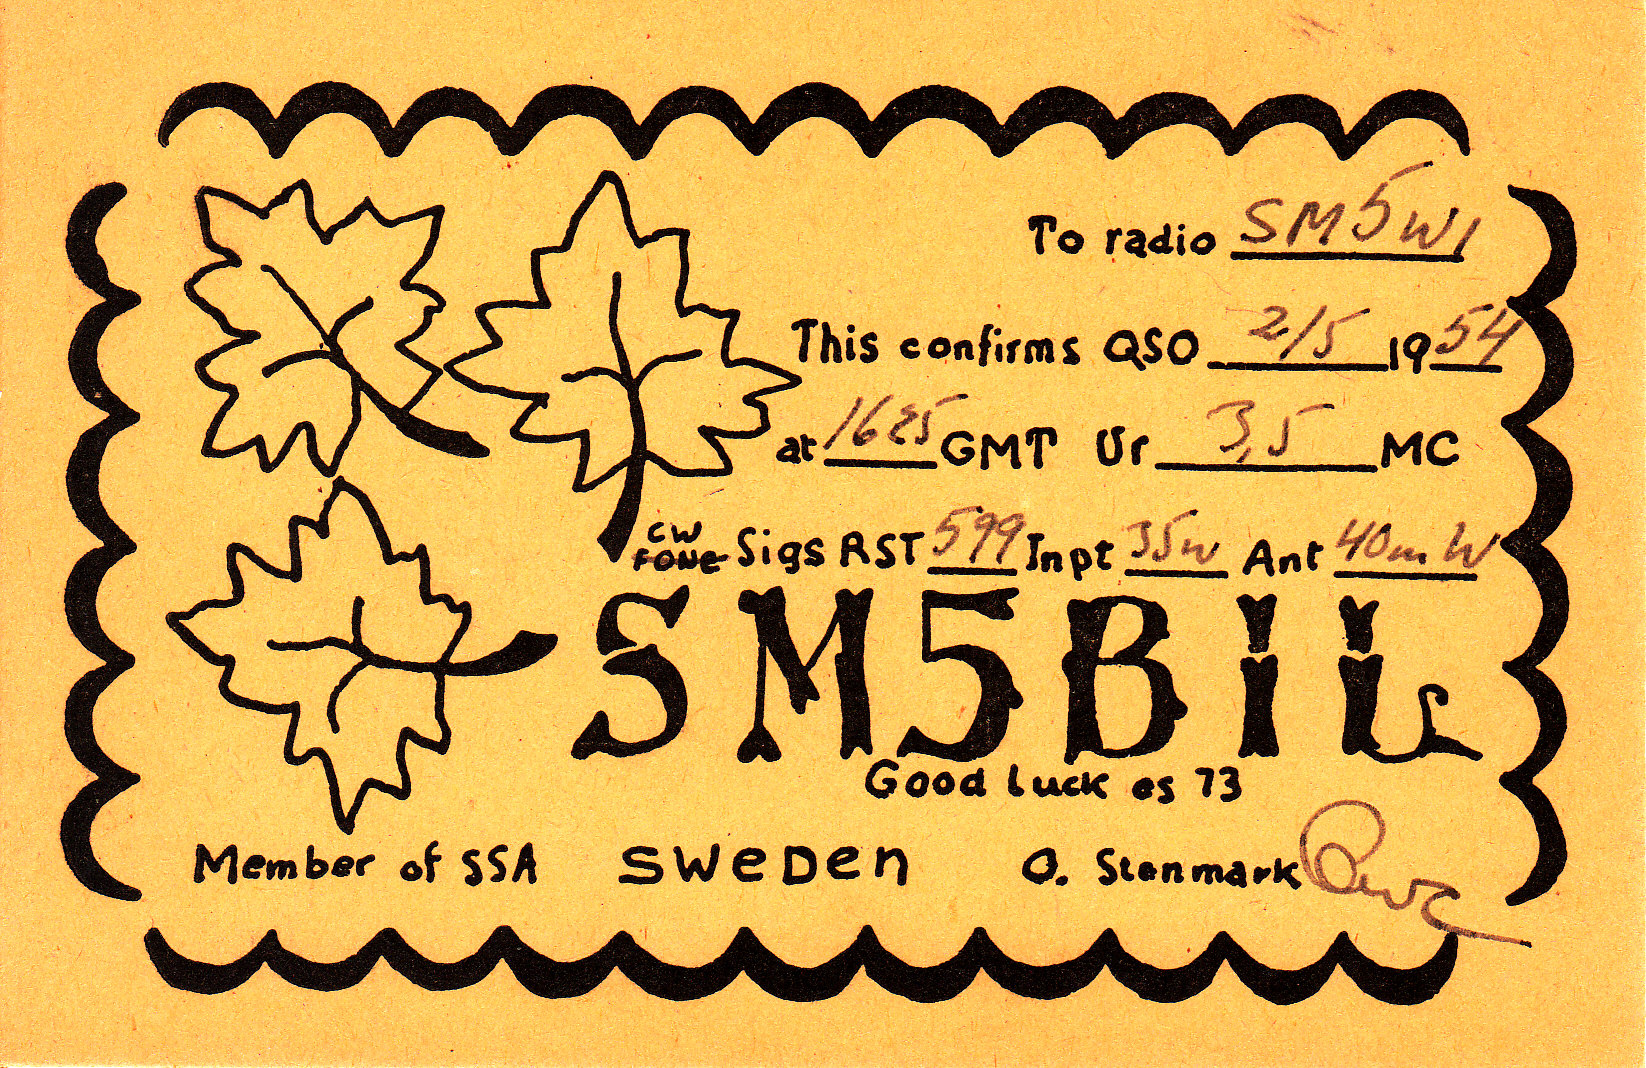 To radio SM5WI
This confirms QSO 2/5 1954
at 1625 GMT Ur 3,5 MC
CW
FONE Sigs RST 599 Inpt 35W Ant 40m W
SM5BIL
Good luck es 73
Member of SSA SWEDEN O. Stenmark